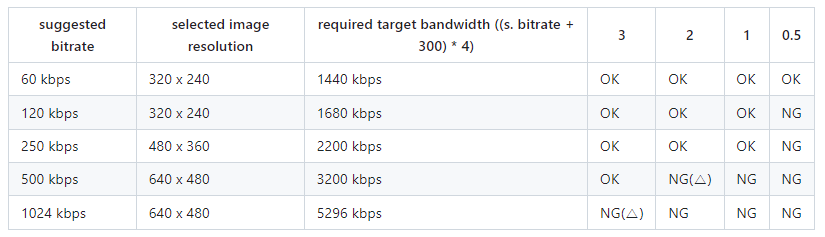 suggested bitrate | selected image resolution | required target bandwidth ((s. bitrate + 300) * 4) | 3 | 2 | 1 | 0.5
60 kbps | 320 x 240 | 1440 kbps | OK | OK | OK | OK
120 kbps | 320 x 240 | 1680 kbps | OK | OK | OK | NG
250 kbps | 480 x 360 | 2200 kbps | OK | OK | OK | NG
500 kbps | 640 x 480 | 3200 kbps | OK | NG(△) | NG | NG
1024 kbps | 640 x 480 | 5296 kbps | NG(△) | NG | NG | NG